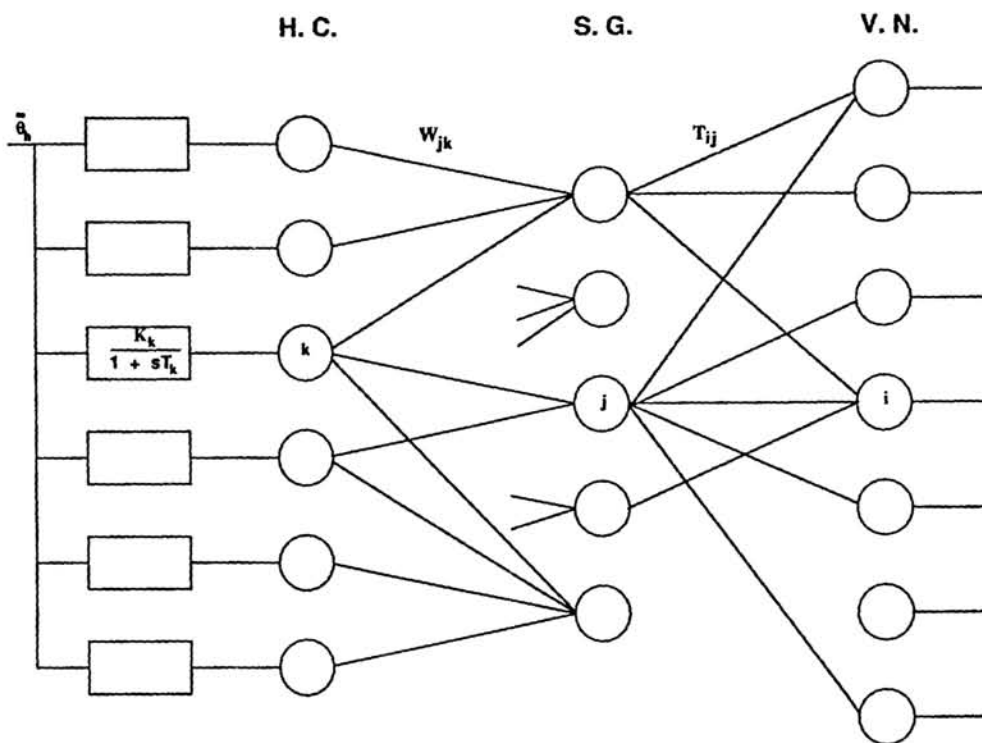 H. C. S. G. V. N.
θ̈h
Wjk
Tij
Kk
1 + sTk
k
j
i